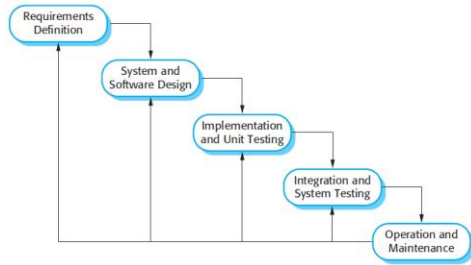 Requirements
Definition
System and
Software Design
Implementation
and Unit Testing
Integration and
System Testing
Operation and
Maintenance